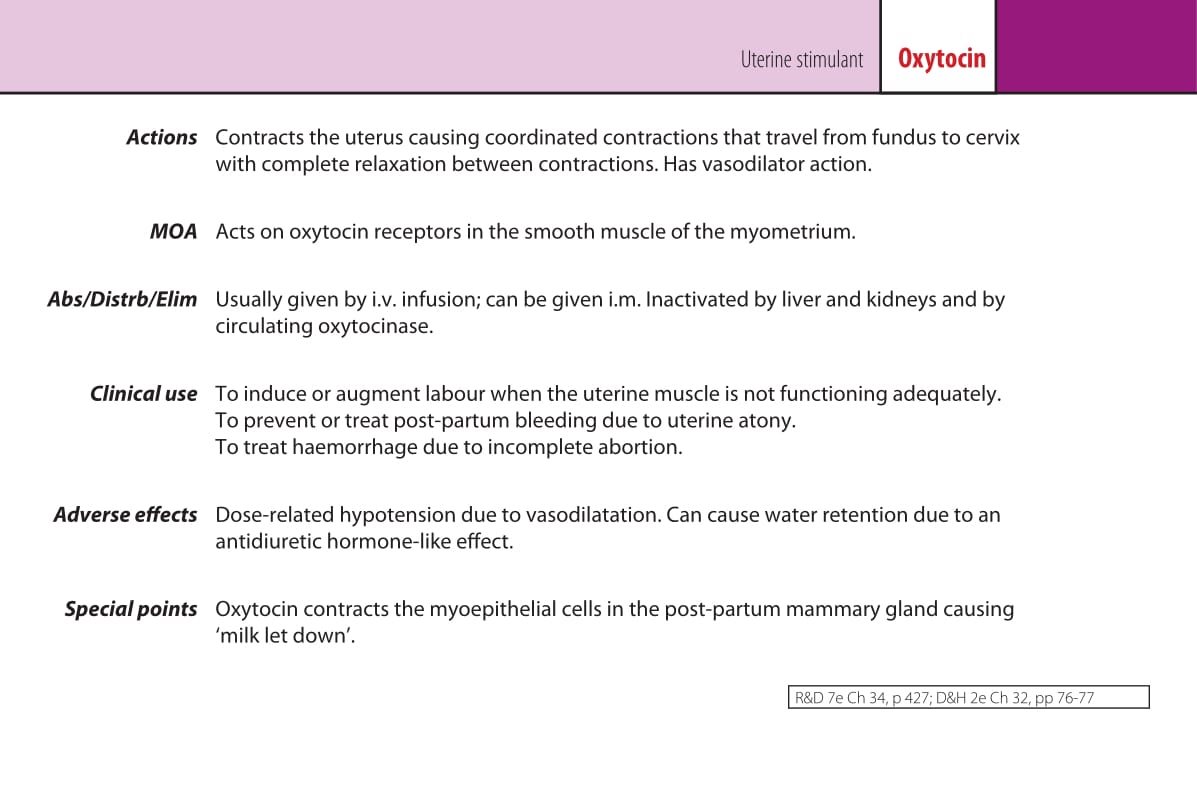 Uterine stimulant Oxytocin
Actions Contracts the uterus causing coordinated contractions that travel from fundus to cervix
with complete relaxation between contractions. Has vasodilator action.
MOA Acts on oxytocin receptors in the smooth muscle of the myometrium.
Abs/Distrb/Elim Usually given by i.v. infusion; can be given i.m. Inactivated by liver and kidneys and by
circulating oxytocinase.
Clinical use To induce or augment labour when the uterine muscle is not functioning adequately.
To prevent or treat post-partum bleeding due to uterine atony.
To treat haemorrhage due to incomplete abortion.
Adverse effects Dose-related hypotension due to vasodilatation. Can cause water retention due to an
antidiuretic hormone-like effect.
Special points Oxytocin contracts the myoepithelial cells in the post-partum mammary gland causing
‘milk let down’.
R&D 7e Ch 34, p 427; D&H 2e Ch 32, pp 76-77